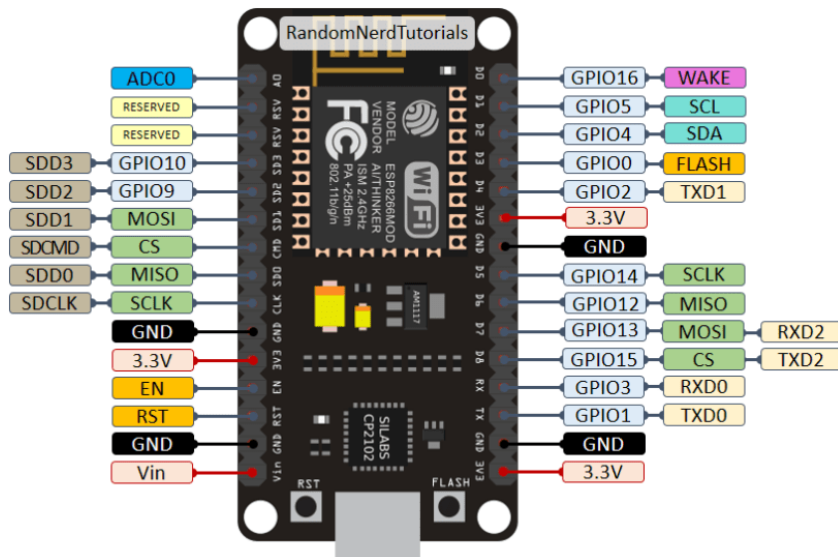 RandomNerdTutorials
ADC0 A0
RESERVED RSV
RESERVED RSV
SDD3 GPIO10 SD3
SDD2 GPIO9 SD2
SDD1 MOSI SD1
SDCMD CS CMD
SDD0 MISO SD0
SDCLK SCLK CLK
GND GND
3.3V 3V3
EN EN
RST RST
GND GND
Vin Vin
MODEL
VENDOR
ESP8266MOD
AI/THINKER
ISM 2.4GHz
PA +25dBm
802.11b/g/n
FC
Wi Fi
AM1117
SILABS
CP2102
RST
FLASH
D0 GPIO16 WAKE
D1 GPIO5 SCL
D2 GPIO4 SDA
D3 GPIO0 FLASH
D4 GPIO2 TXD1
3V3 3.3V
GND GND
D5 GPIO14 SCLK
D6 GPIO12 MISO
D7 GPIO13 MOSI RXD2
D8 GPIO15 CS TXD2
RX GPIO3 RXD0
TX GPIO1 TXD0
GND GND
3V3 3.3V